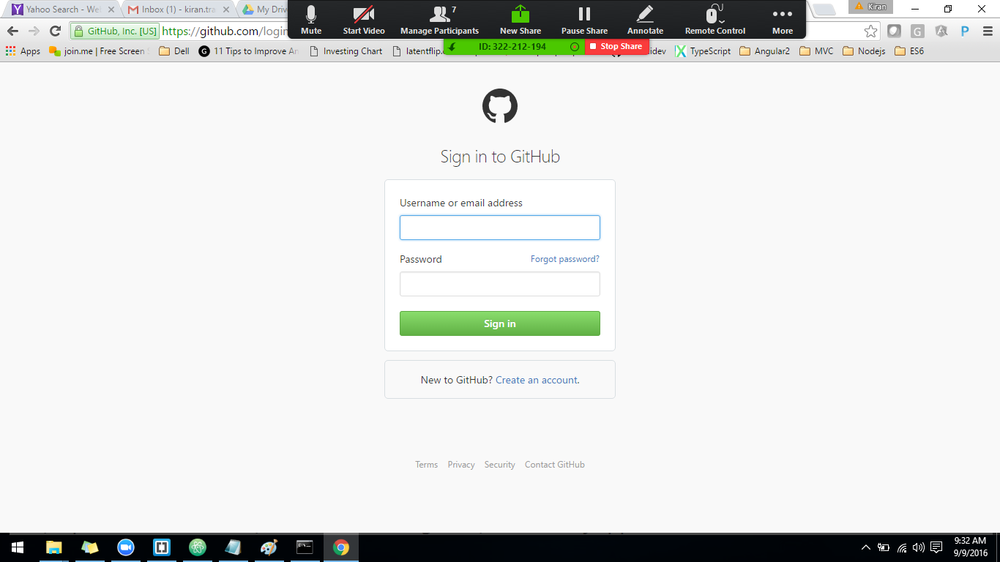 Yahoo Search - We
Inbox (1) - kiran.tra
My Driv
Kiran
GitHub, Inc. [US]
https://github.com/login
Mute
Start Video
7
Manage Participants
New Share
Pause Share
Annotate
Remote Control
More
ID: 322-212-194
Stop Share
Apps
join.me | Free Screen
Dell
11 Tips to Improve An
Investing Chart
latentflip.c
idev
TypeScript
Angular2
MVC
Nodejs
ES6
Sign in to GitHub
Username or email address
Password
Forgot password?
Sign in
New to GitHub? Create an account.
Terms
Privacy
Security
Contact GitHub
9:32 AM
9/9/2016